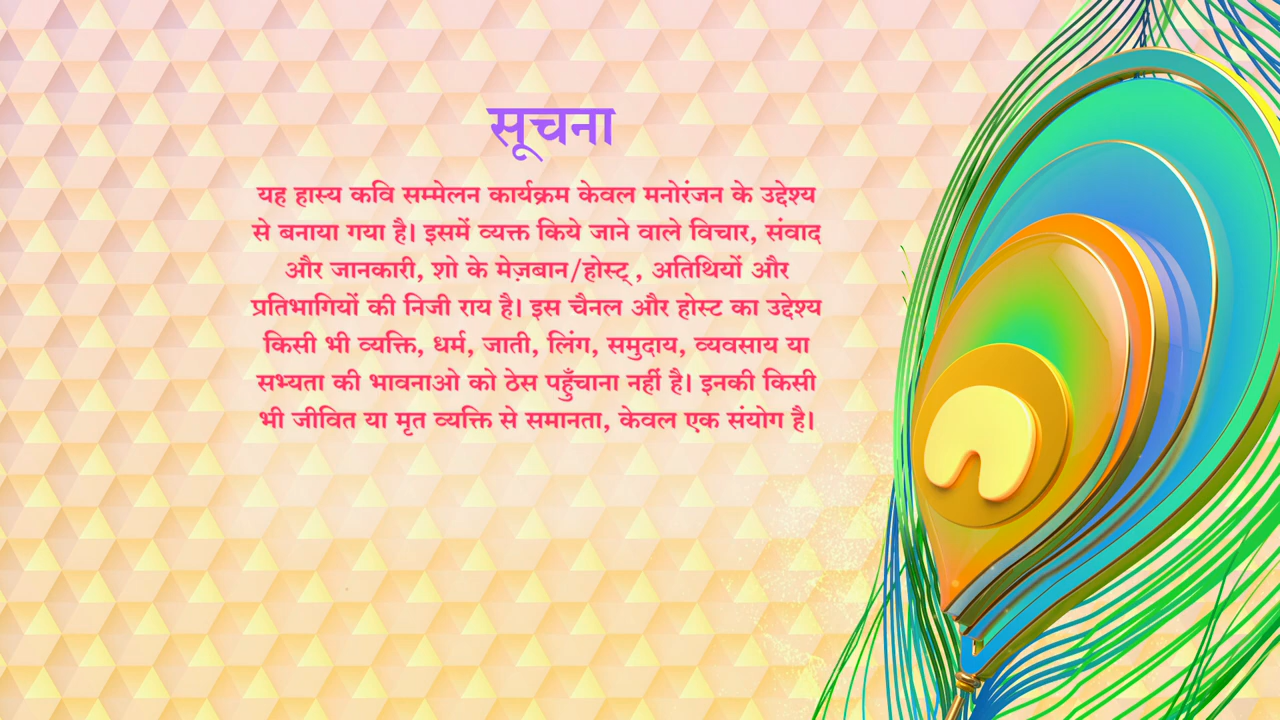 सूचना
यह हास्य कवि सम्मेलन कार्यक्रम केवल मनोरंजन के उद्देश्य
से बनाया गया है। इसमें व्यक्त किये जाने वाले विचार, संवाद
और जानकारी, शो के मेज़बान/होस्ट् , अतिथियों और
प्रतिभागियों की निजी राय है। इस चैनल और होस्ट का उद्देश्य
किसी भी व्यक्ति, धर्म, जाती, लिंग, समुदाय, व्यवसाय या
सभ्यता की भावनाओ को ठेस पहुँचाना नहीं है। इनकी किसी
भी जीवित या मृत व्यक्ति से समानता, केवल एक संयोग है।